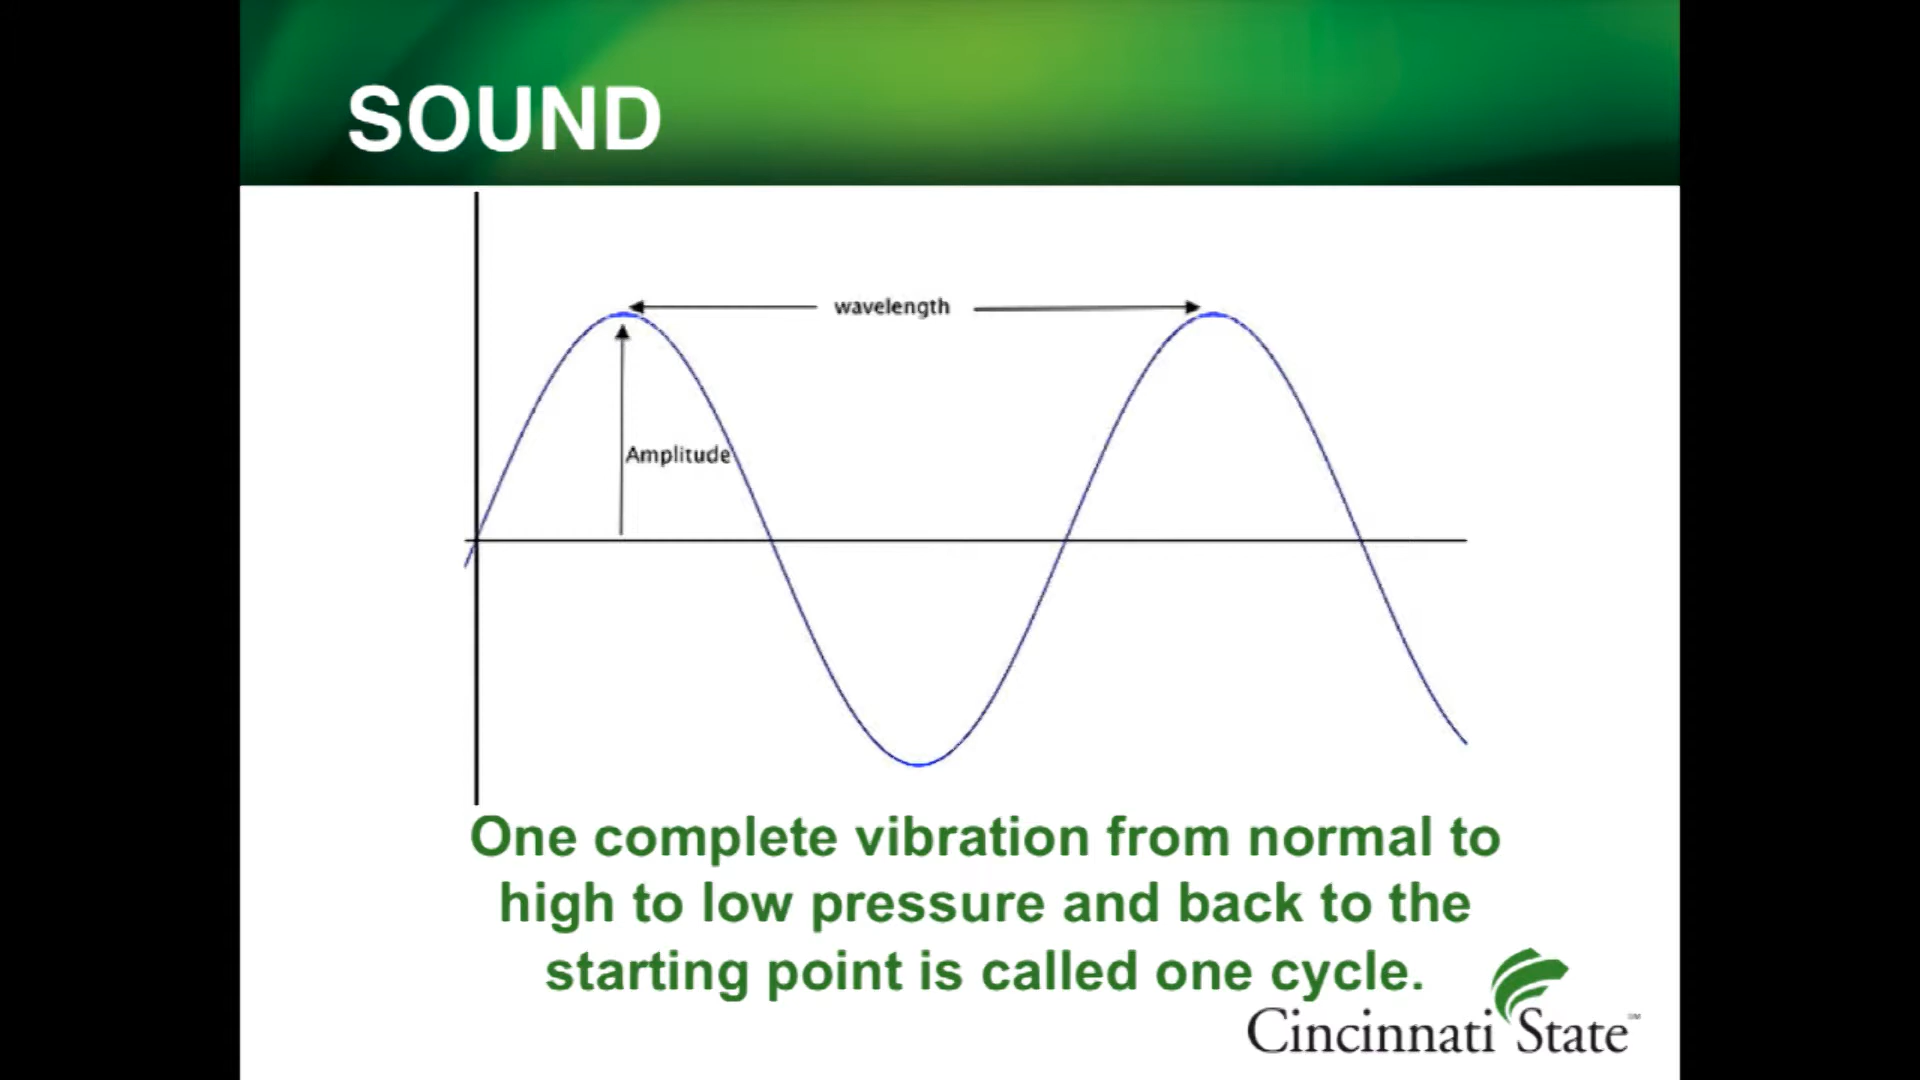 SOUND
wavelength
Amplitude
One complete vibration from normal to
high to low pressure and back to the
starting point is called one cycle.
Cincinnati State℠